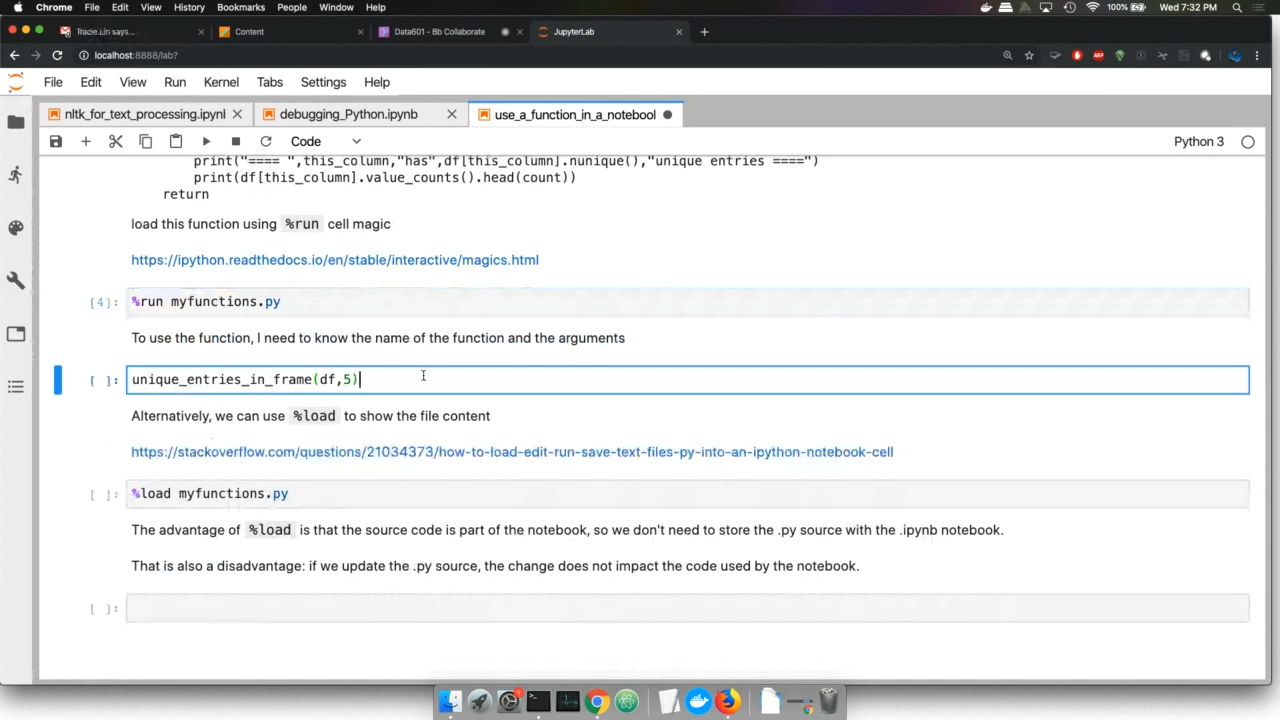 Chrome File Edit View History Bookmarks People Window Help 100% Wed 7:32 PM
Tracie Lin says... Content Data601 - Bb Collaborate JupyterLab
localhost:8888/lab?
File Edit View Run Kernel Tabs Settings Help
nltk_for_text_processing.ipynl debugging_Python.ipynb use_a_function_in_a_notebool
Code Python 3
print("==== ",this_column,"has",df[this_column].nunique(),"unique entries ====")
print(df[this_column].value_counts().head(count))
return
load this function using %run cell magic
https://ipython.readthedocs.io/en/stable/interactive/magics.html
[4]: %run myfunctions.py
To use the function, I need to know the name of the function and the arguments
[ ]: unique_entries_in_frame(df,5)
Alternatively, we can use %load to show the file content
https://stackoverflow.com/questions/21034373/how-to-load-edit-run-save-text-files-py-into-an-ipython-notebook-cell
[ ]: %load myfunctions.py
The advantage of %load is that the source code is part of the notebook, so we don't need to store the .py source with the .ipynb notebook.
That is also a disadvantage: if we update the .py source, the change does not impact the code used by the notebook.
[ ]: